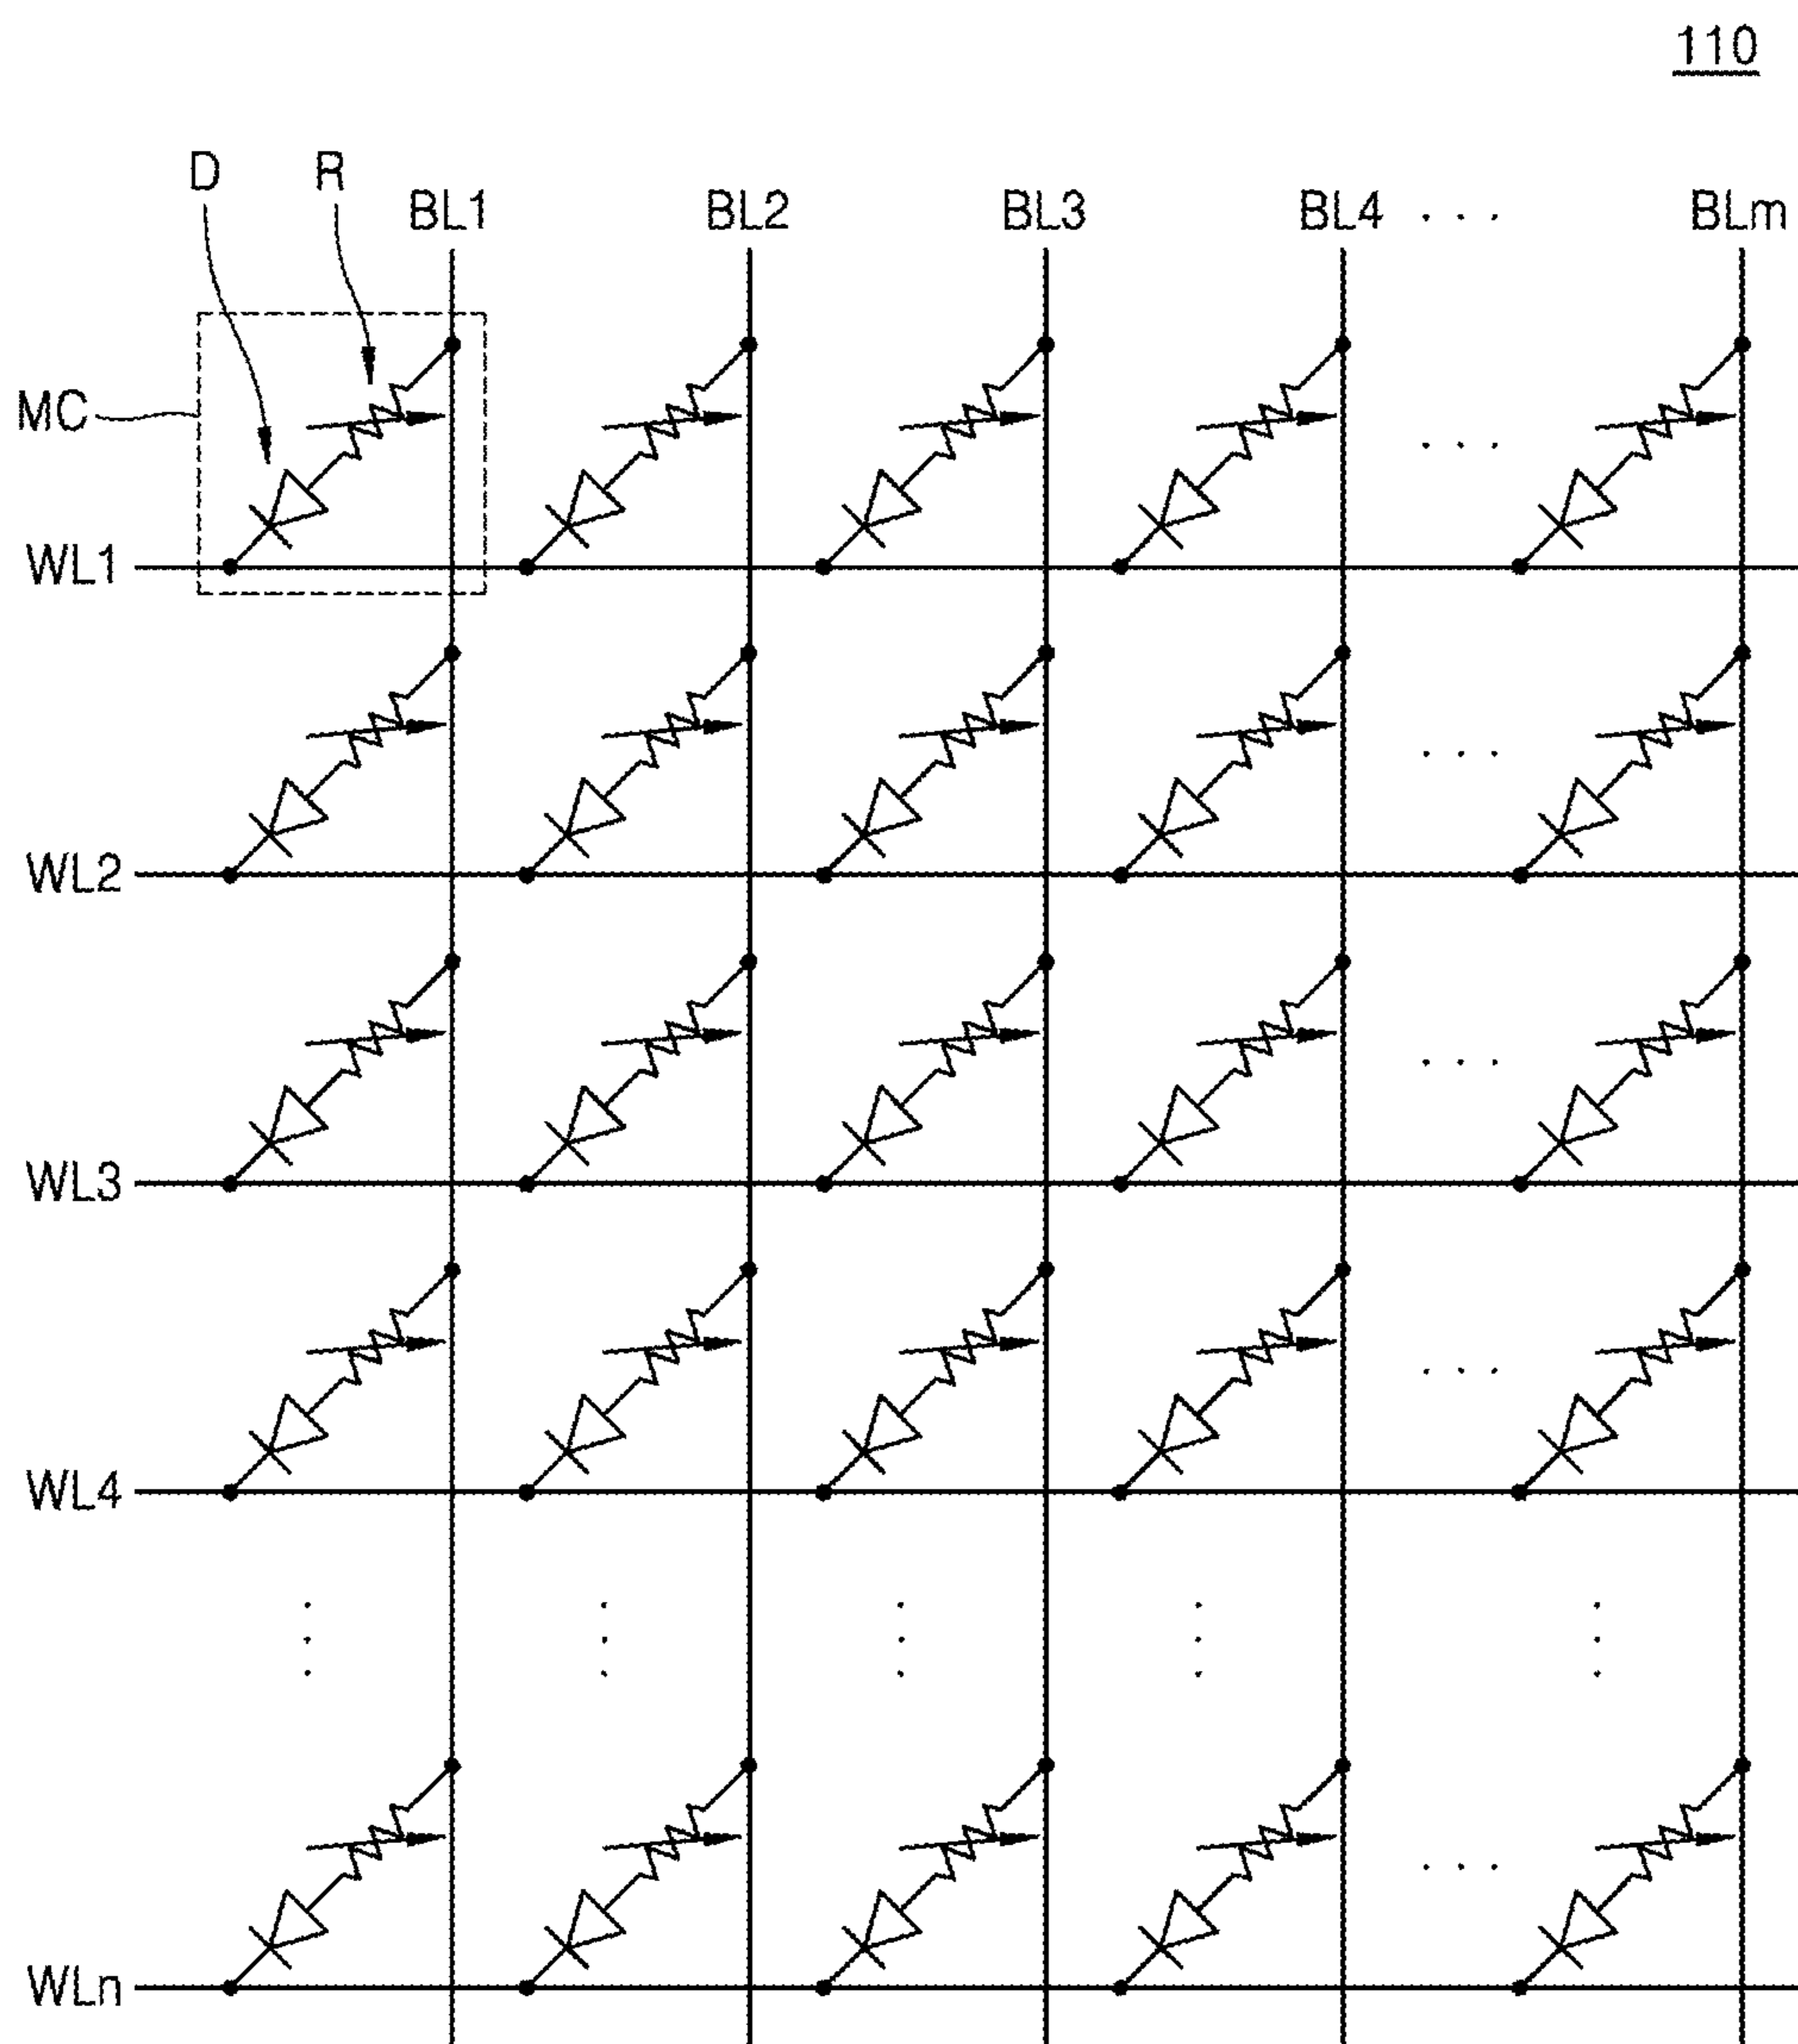 110
D R
BL1 BL2 BL3 BL4 . . . BLm
MC
WL1
WL2
WL3
WL4
WLn